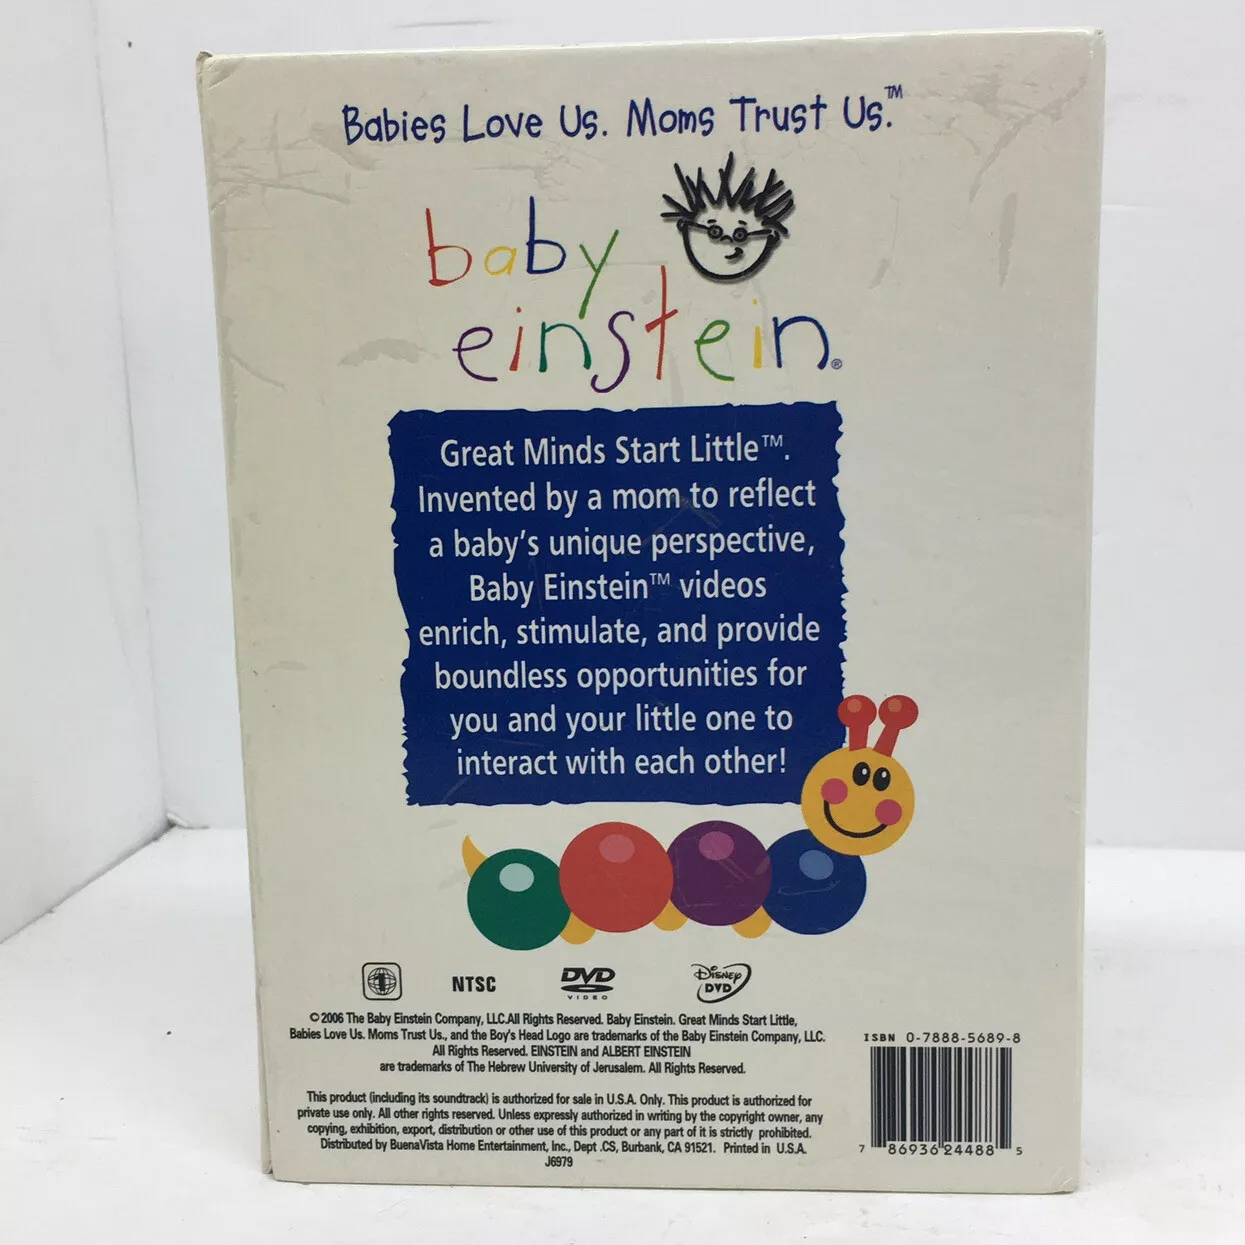 Babies Love Us. Moms Trust Us.™
baby
einstein®
Great Minds Start Little™.
Invented by a mom to reflect
a baby's unique perspective,
Baby Einstein™ videos
enrich, stimulate, and provide
boundless opportunities for
you and your little one to
interact with each other!
1 NTSC DVD VIDEO DISNEY DVD
© 2006 The Baby Einstein Company, LLC.All Rights Reserved. Baby Einstein. Great Minds Start Little,
Babies Love Us. Moms Trust Us., and the Boy's Head Logo are trademarks of the Baby Einstein Company, LLC.
All Rights Reserved. EINSTEIN and ALBERT EINSTEIN
are trademarks of The Hebrew University of Jerusalem. All Rights Reserved.
This product (including its soundtrack) is authorized for sale in U.S.A. Only. This product is authorized for
private use only. All other rights reserved. Unless expressly authorized in writing by the copyright owner, any
copying, exhibition, export, distribution or other use of this product or any part of it is strictly prohibited.
Distributed by BuenaVista Home Entertainment, Inc., Dept .CS, Burbank, CA 91521. Printed in U.S.A.
J6979
ISBN 0-7888-5689-8
7 86936 24488 5